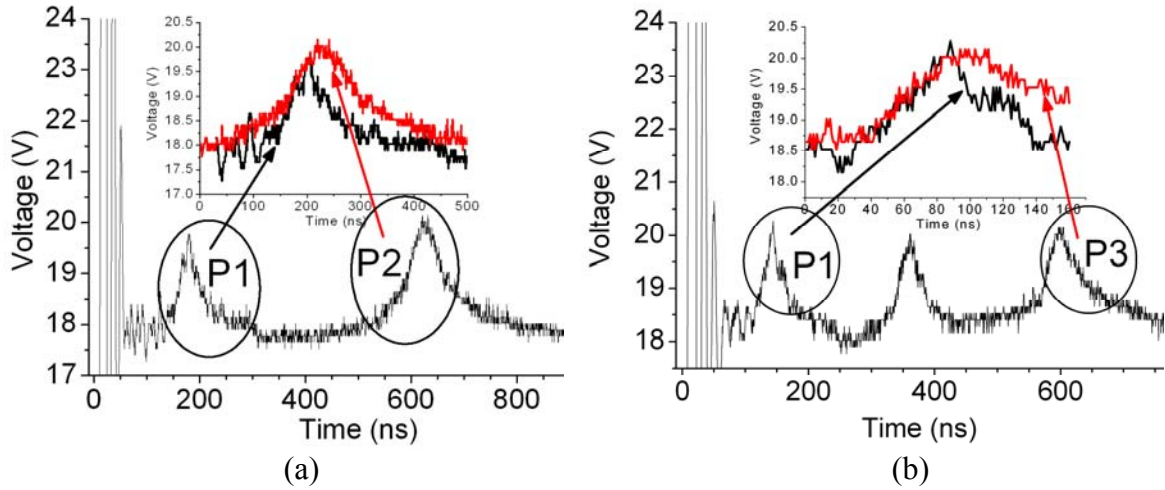 24
23
22
21
20
19
18
17
Voltage (V)
0 200 400 600 800
Time (ns)
20.5
20.0
19.5
19.0
18.5
18.0
17.5
17.0
Voltage (V)
0 100 200 300 400 500
Time (ns)
P1
P2
(a)
24
23
22
21
20
19
18
Voltage (V)
0 200 400 600
Time (ns)
20.5
20.0
19.5
19.0
18.5
18.0
Voltage (V)
0 20 40 60 80 100 120 140 160
Time (ns)
P1
P3
(b)